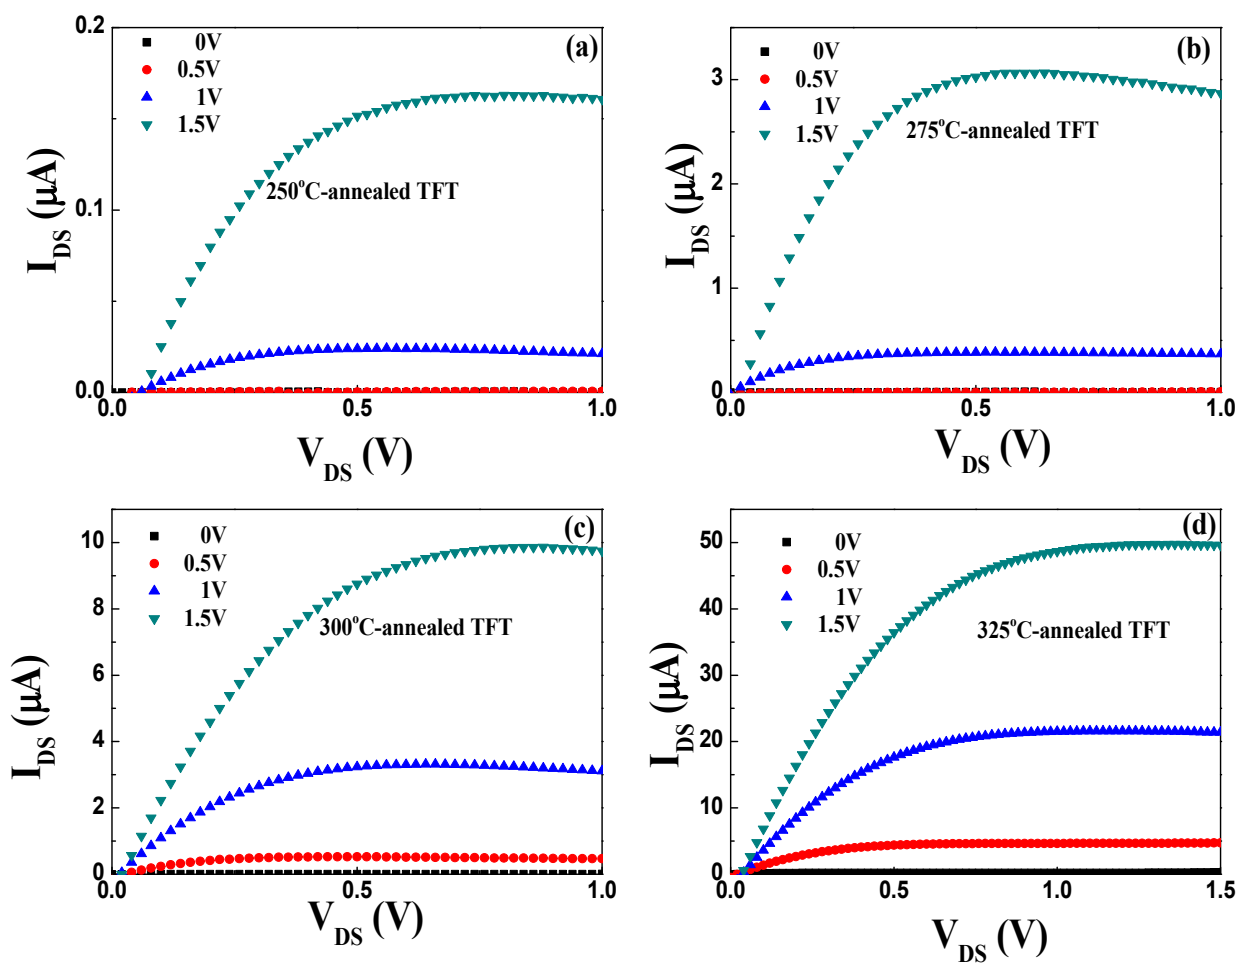 (a)
0V
0.5V
1V
1.5V
250°C-annealed TFT
0.2
0.1
0.0
0.0
0.5
1.0
I_DS (μA)
V_DS (V)
(b)
0V
0.5V
1V
1.5V
275°C-annealed TFT
3
2
1
0
0.0
0.5
1.0
I_DS (μA)
V_DS (V)
(c)
0V
0.5V
1V
1.5V
300°C-annealed TFT
10
8
6
4
2
0
0.0
0.5
1.0
I_DS (μA)
V_DS (V)
(d)
0V
0.5V
1V
1.5V
325°C-annealed TFT
50
40
30
20
10
0
0.0
0.5
1.0
1.5
I_DS (μA)
V_DS (V)